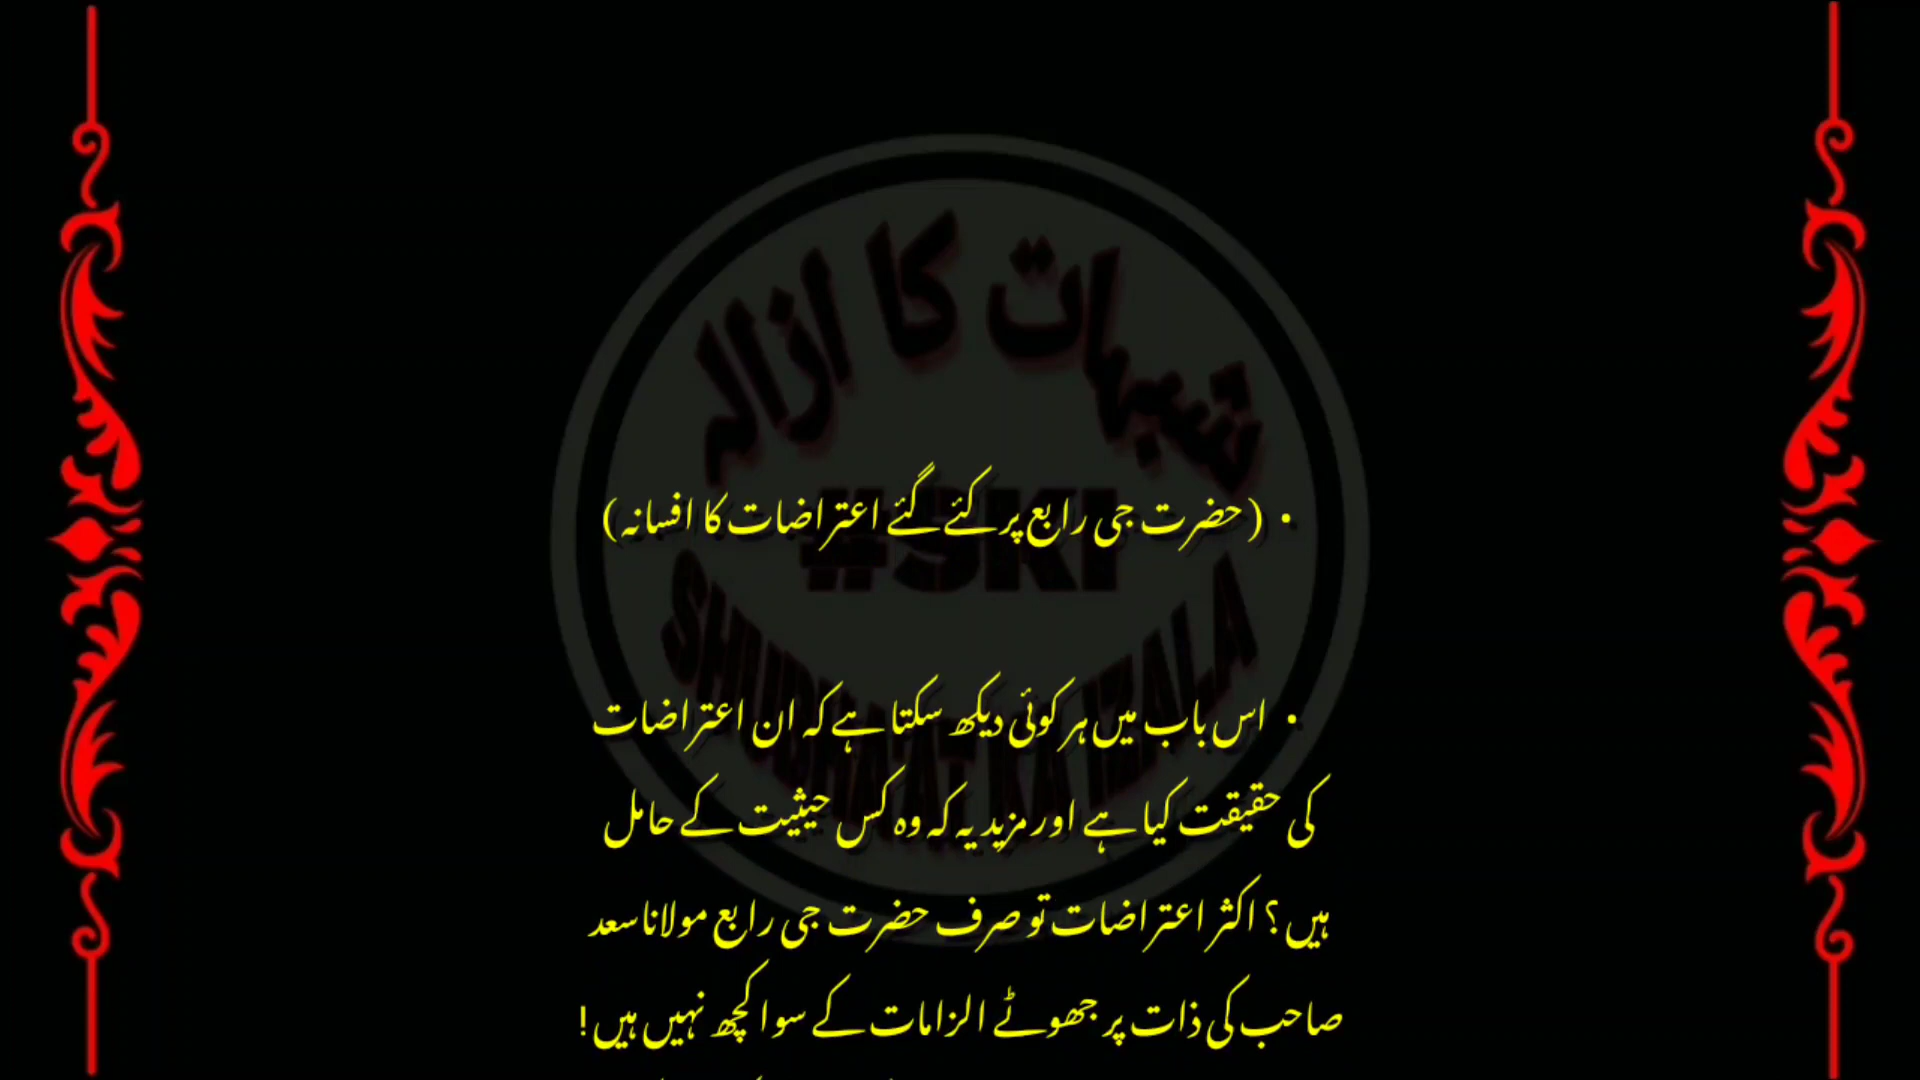 شبہات کا ازالہ
• (حضرت جی رابع پر کئے گئے اعتراضات کا افسانہ)
#SKI
SHUBHAAT KA IZALA
• اس باب میں ہر کوئی دیکھ سکتا ہے کہ ان اعتراضات
کی حقیقت کیا ہے اور مزید یہ کہ وہ کس حیثیت کے حامل
ہیں؟ اکثر اعتراضات تو صرف حضرت جی رابع مولانا سعد
صاحب کی ذات پر جھوٹے الزامات کے سوا کچھ نہیں ہیں!